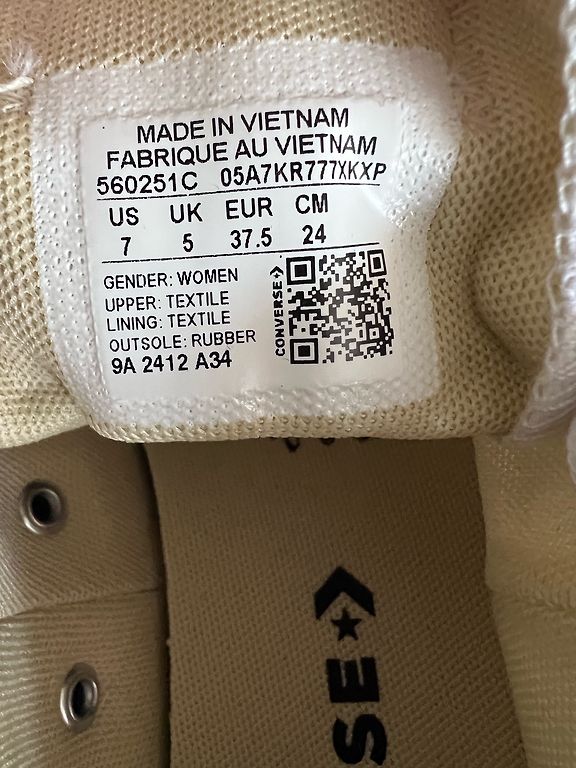 MADE IN VIETNAM
FABRIQUE AU VIETNAM
560251C 05A7KR777XKXP
US UK EUR CM
7 5 37.5 24
GENDER: WOMEN
UPPER: TEXTILE
LINING: TEXTILE
OUTSOLE: RUBBER
9A 2412 A34
CONVERSE
SE